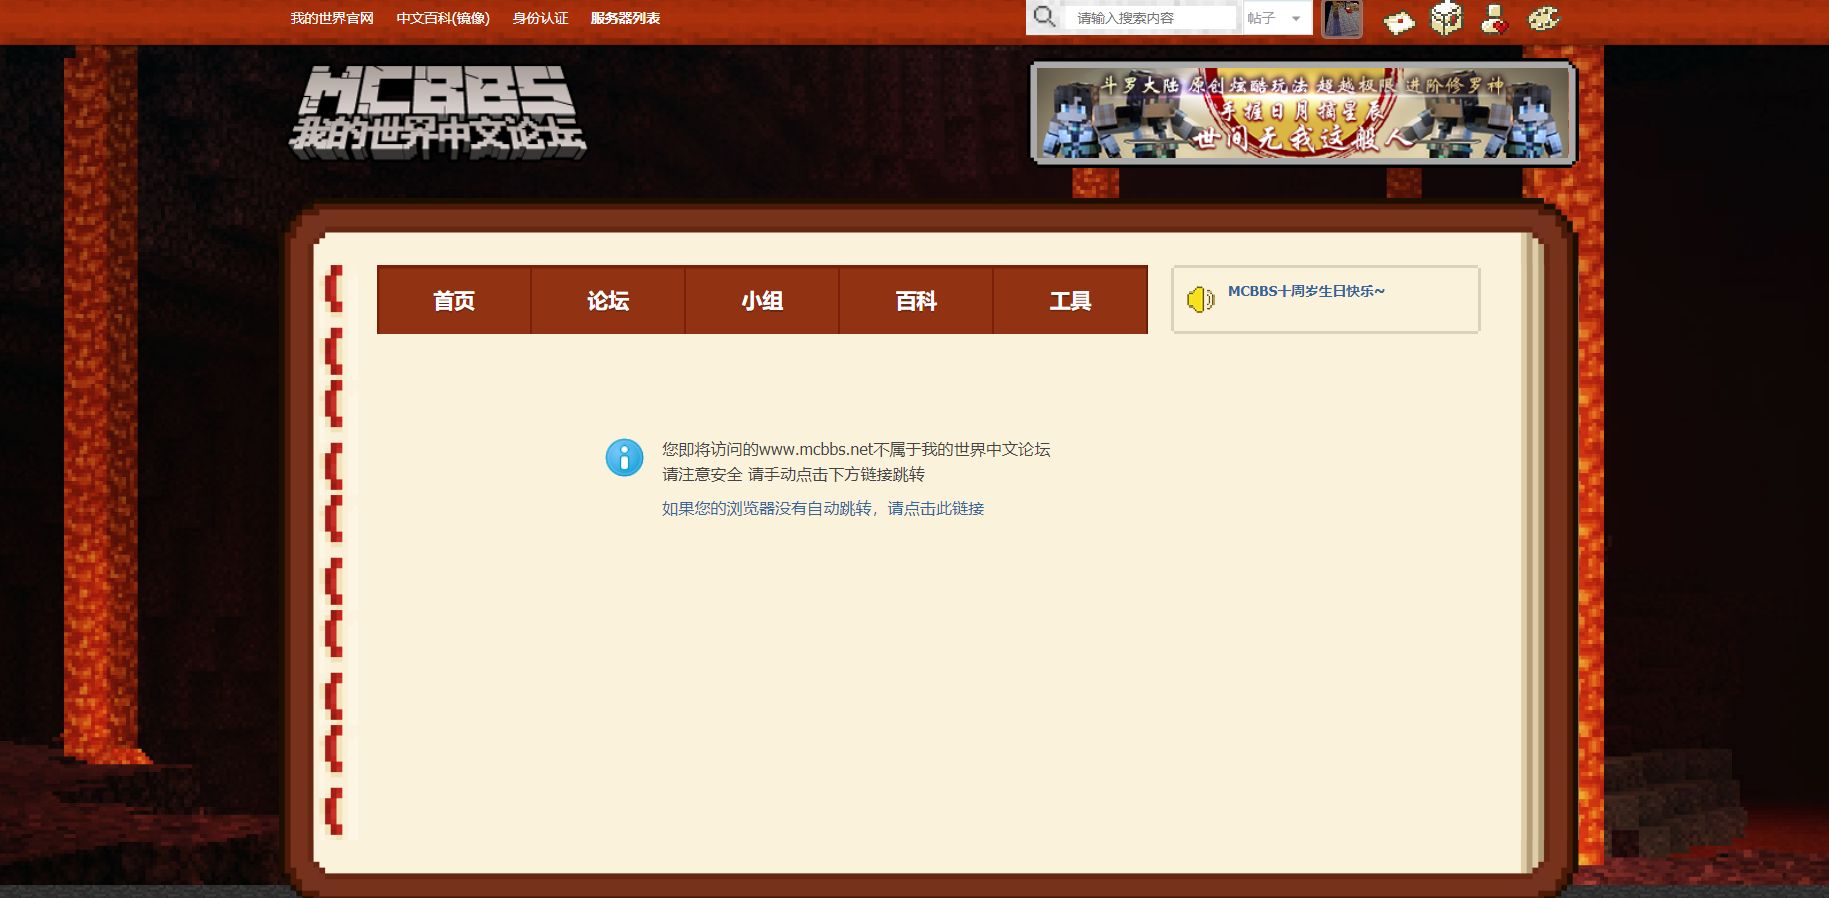 我的世界官网 中文百科(镜像) 身份认证 服务器列表
请输入搜索内容 帖子
MCBBS
我的世界中文论坛
斗罗大陆 原创炫酷玩法 超越极限 进阶修罗神
手握日月摘星辰
世间无我这般人
首页 论坛 小组 百科 工具
MCBBS十周岁生日快乐~
您即将访问的www.mcbbs.net不属于我的世界中文论坛
请注意安全 请手动点击下方链接跳转
如果您的浏览器没有自动跳转，请点击此链接